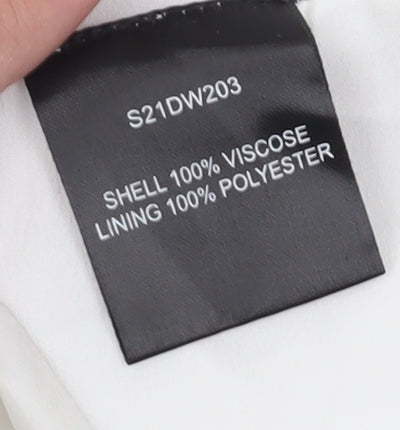 S21DW203
SHELL 100% VISCOSE
LINING 100% POLYESTER